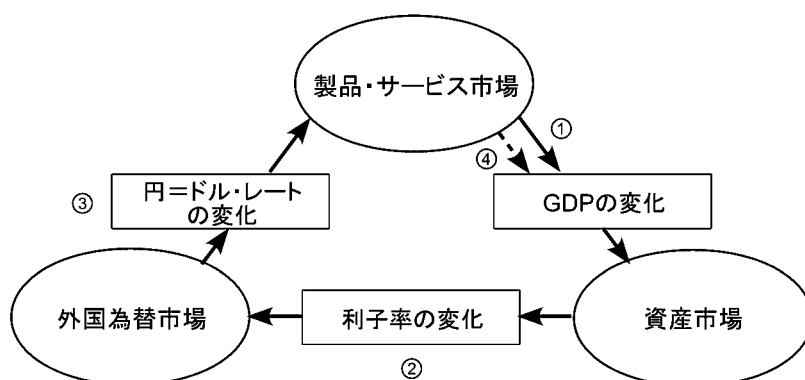 製品・サービス市場
①
④
円＝ドル・レート
の変化
③
GDPの変化
外国為替市場
利子率の変化
資産市場
②